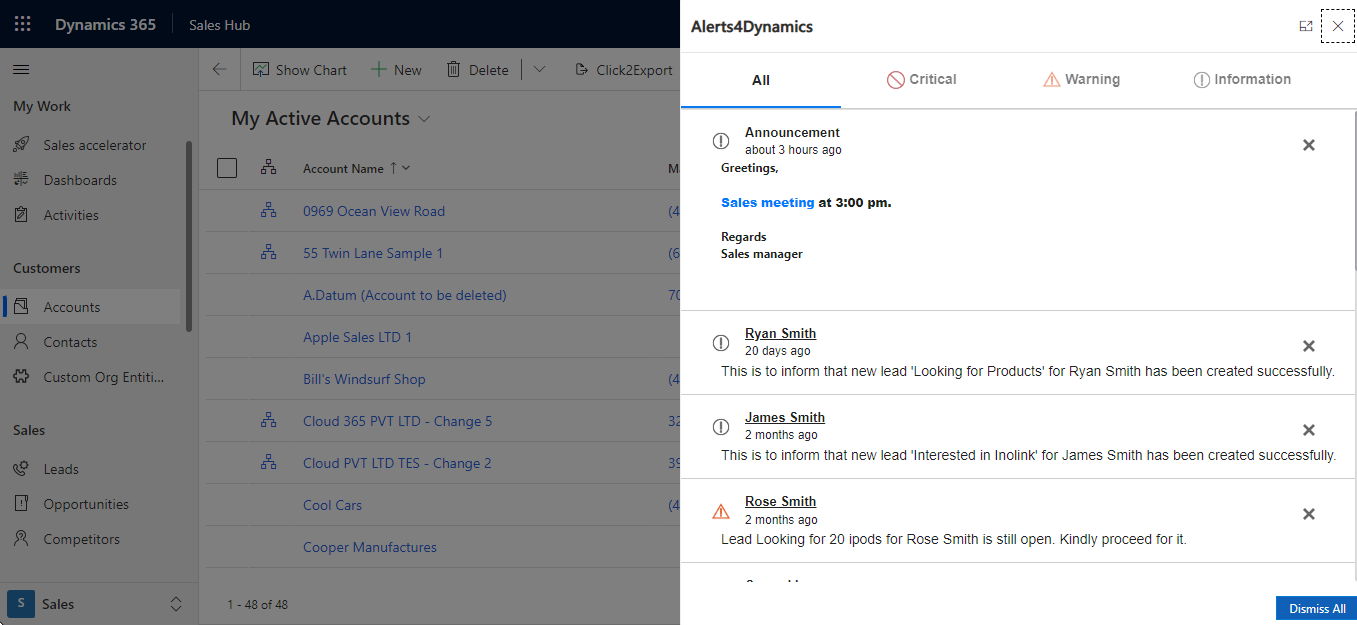 Dynamics 365 Sales Hub
My Work
Sales accelerator
Dashboards
Activities
Customers
Accounts
Contacts
Custom Org Entiti...
Sales
Leads
Opportunities
Competitors
S Sales
Show Chart New Delete Click2Export
My Active Accounts
Account Name ↑ M
0969 Ocean View Road (4
55 Twin Lane Sample 1 (6
A.Datum (Account to be deleted) 70
Apple Sales LTD 1
Bill's Windsurf Shop (4
Cloud 365 PVT LTD - Change 5 32
Cloud PVT LTD TES - Change 2 39
Cool Cars (4
Cooper Manufactures
1 - 48 of 48
Alerts4Dynamics
All Critical Warning Information
Announcement
about 3 hours ago
Greetings,
Sales meeting at 3:00 pm.
Regards
Sales manager
Ryan Smith
20 days ago
This is to inform that new lead 'Looking for Products' for Ryan Smith has been created successfully.
James Smith
2 months ago
This is to inform that new lead 'Interested in Inolink' for James Smith has been created successfully.
Rose Smith
2 months ago
Lead Looking for 20 ipods for Rose Smith is still open. Kindly proceed for it.
Dismiss All